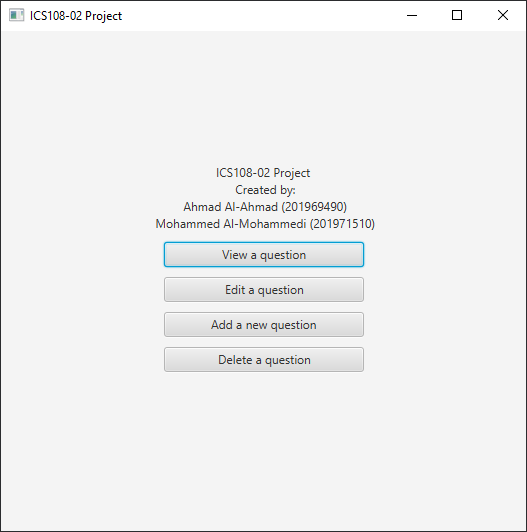 ICS108-02 Project
ICS108-02 Project
Created by:
Ahmad Al-Ahmad (201969490)
Mohammed Al-Mohammedi (201971510)
View a question
Edit a question
Add a new question
Delete a question